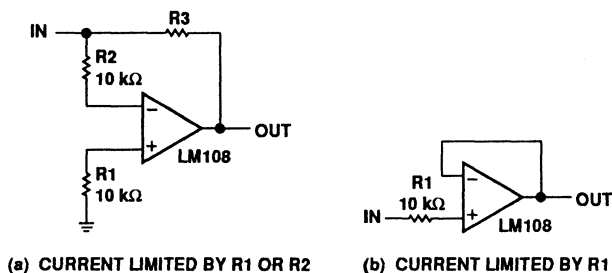 IN
R3
R2
10 kΩ
OUT
LM108
R1
10 kΩ
(a) CURRENT LIMITED BY R1 OR R2
R1
10 kΩ
IN
OUT
LM108
(b) CURRENT LIMITED BY R1